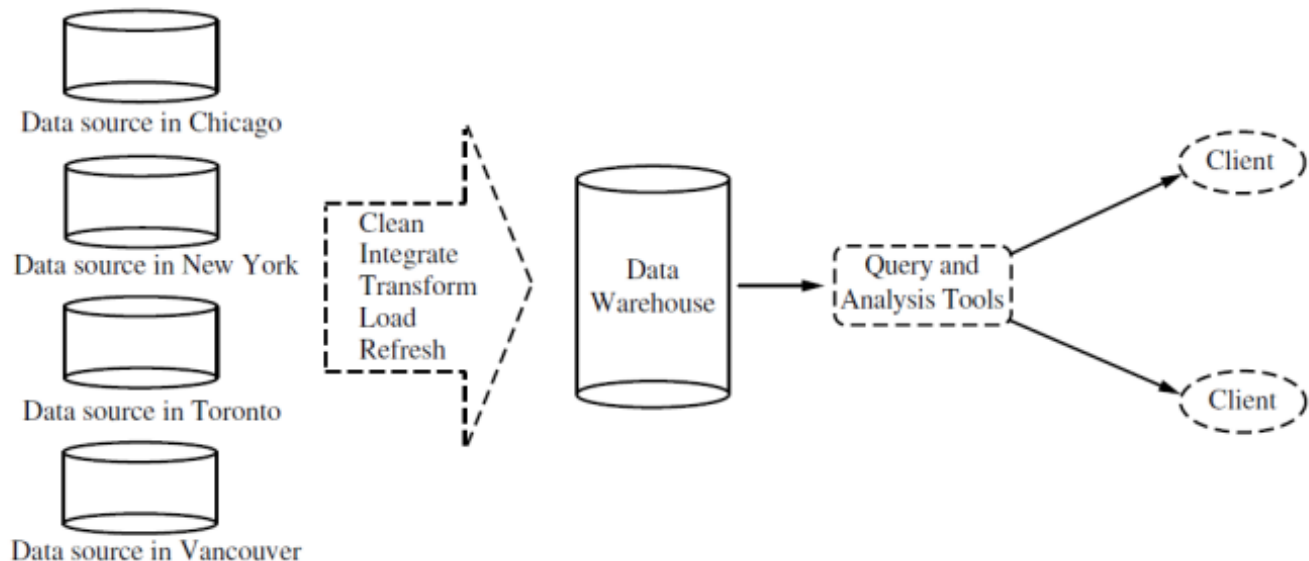 Data source in Chicago
Data source in New York
Data source in Toronto
Data source in Vancouver
Clean
Integrate
Transform
Load
Refresh
Data
Warehouse
Query and
Analysis Tools
Client
Client